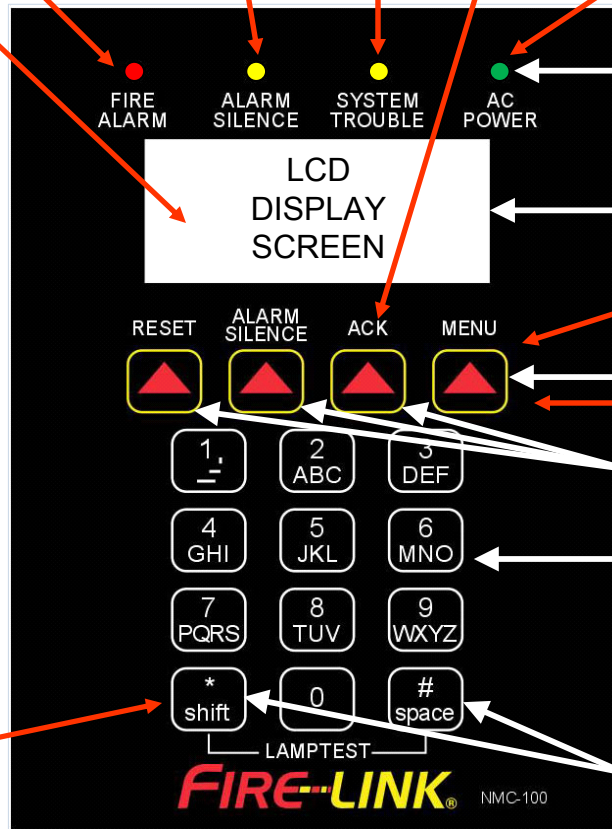 FIRE ALARM SYSTEM AC
ALARM SILENCE TROUBLE POWER
LCD
DISPLAY
SCREEN
RESET ALARM SILENCE ACK MENU
1 2 3
,-_ ABC DEF
4 5 6
GHI JKL MNO
7 8 9
PQRS TUV WXYZ
* 0 #
shift space
LAMPTEST
FIRE-LINK® NMC-100